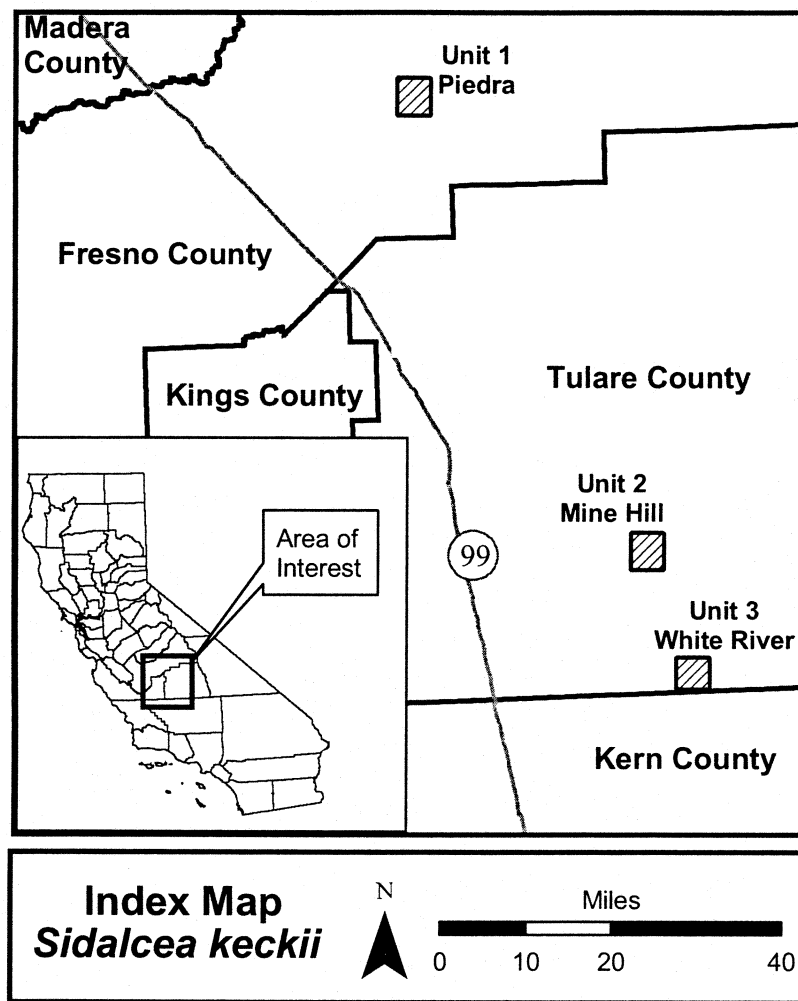 Madera
County
Unit 1
Piedra
Fresno County
Kings County
Tulare County
Unit 2
Mine Hill
99
Unit 3
White River
Kern County
Area of
Interest
Index Map
Sidalcea keckii
N
Miles
0 10 20 40